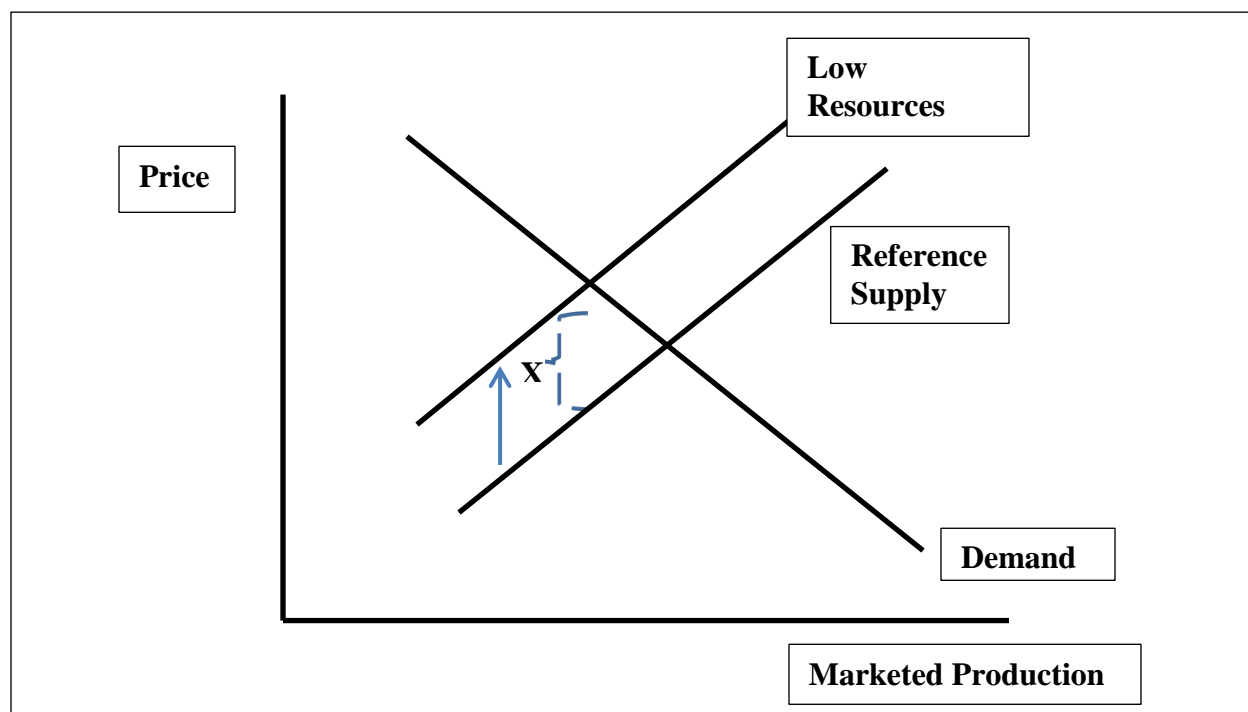 Low
Resources
Price
Reference
Supply
X
Demand
Marketed Production